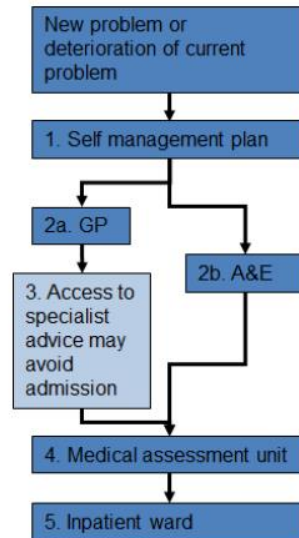 New problem or
deterioration of current
problem
1. Self management plan
2a. GP
2b. A&E
3. Access to
specialist
advice may
avoid
admission
4. Medical assessment unit
5. Inpatient ward